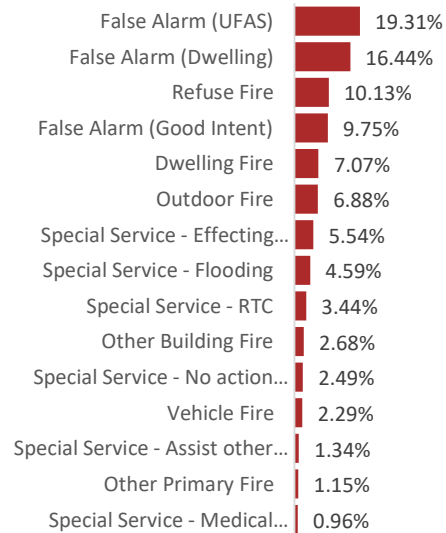 False Alarm (UFAS) 19.31%
False Alarm (Dwelling) 16.44%
Refuse Fire 10.13%
False Alarm (Good Intent) 9.75%
Dwelling Fire 7.07%
Outdoor Fire 6.88%
Special Service - Effecting... 5.54%
Special Service - Flooding 4.59%
Special Service - RTC 3.44%
Other Building Fire 2.68%
Special Service - No action... 2.49%
Vehicle Fire 2.29%
Special Service - Assist other... 1.34%
Other Primary Fire 1.15%
Special Service - Medical... 0.96%